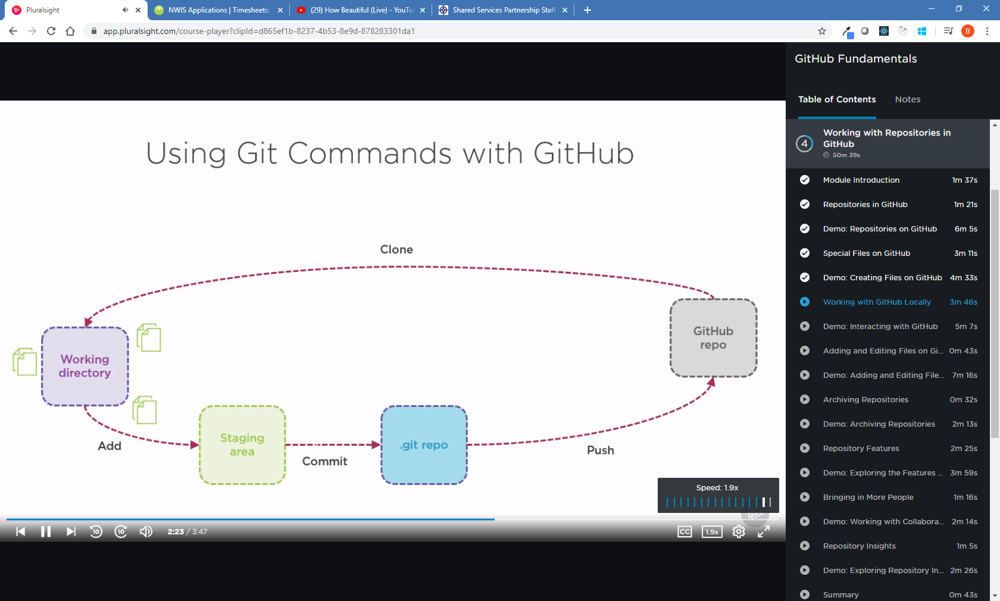 Pluralsight
NWIS Applications | Timesheets:
(29) How Beautiful (Live) - YouTu
Shared Services Partnership Staff
app.pluralsight.com/course-player?clipId=d865ef1b-8237-4b53-8e9d-878283301da1
B
GitHub Fundamentals
Table of Contents
Notes
4
Working with Repositories in
GitHub
50m 39s
Module Introduction 1m 37s
Repositories in GitHub 1m 21s
Demo: Repositories on GitHub 6m 5s
Special Files on GitHub 3m 11s
Demo: Creating Files on GitHub 4m 33s
Working with GitHub Locally 3m 46s
Demo: Interacting with GitHub 5m 7s
Adding and Editing Files on Gi... 0m 43s
Demo: Adding and Editing File... 7m 16s
Archiving Repositories 0m 32s
Demo: Archiving Repositories 2m 13s
Repository Features 2m 25s
Demo: Exploring the Features ... 3m 59s
Bringing in More People 1m 16s
Demo: Working with Collabora... 2m 14s
Repository Insights 1m 5s
Demo: Exploring Repository In... 2m 26s
Summary 0m 43s
Using Git Commands with GitHub
Clone
GitHub
repo
Working
directory
Add
Staging
area
Commit
.git repo
Push
Speed: 1.9x
10
10
2:23 / 3:47
CC
1.9x